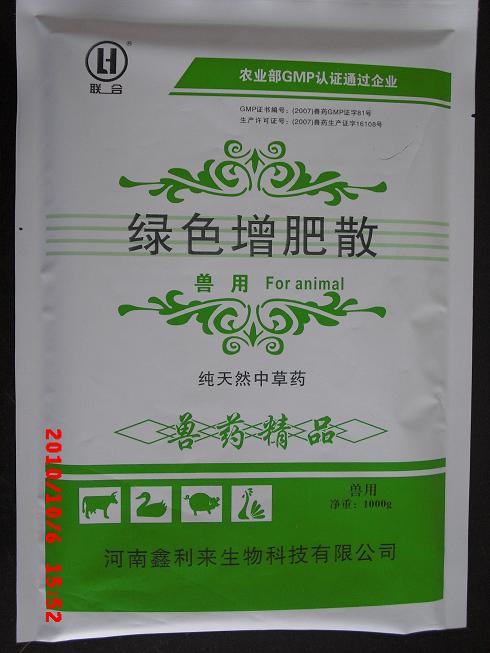 联合
农业部GMP认证通过企业
GMP证书编号：(2007)兽药GMP证字81号
生产许可证号：(2007)兽药生产证字16108号
绿色增肥散
兽用 For animal
纯天然中草药
兽药精品
兽用
净重：1000g
河南鑫利来生物科技有限公司
2010/10/6 15:52